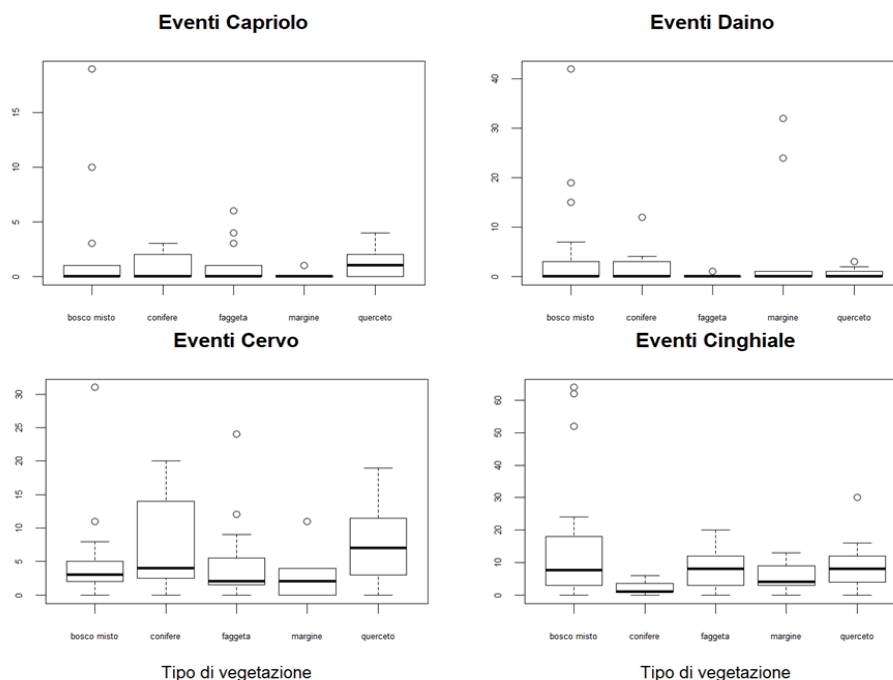 Eventi Capriolo
15
10
5
0
bosco misto conifere faggeta margine querceto
Eventi Daino
40
30
20
10
0
bosco misto conifere faggeta margine querceto
Eventi Cervo
30
25
20
15
10
5
0
bosco misto conifere faggeta margine querceto
Tipo di vegetazione
Eventi Cinghiale
60
50
40
30
20
10
0
bosco misto conifere faggeta margine querceto
Tipo di vegetazione